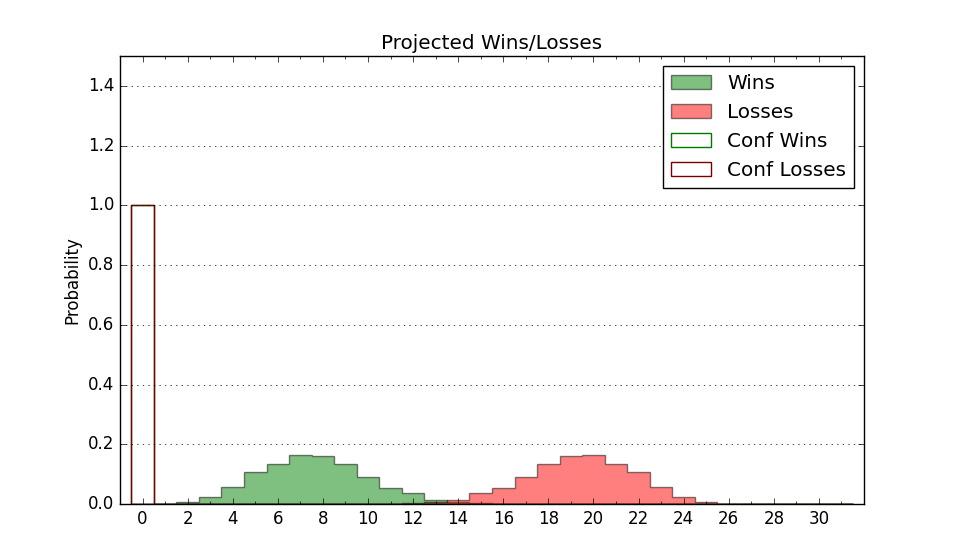 Projected Wins/Losses
1.4
1.2
1.0
0.8
0.6
0.4
0.2
0.0
Probability
Wins
Losses
Conf Wins
Conf Losses
0 2 4 6 8 10 12 14 16 18 20 22 24 26 28 30